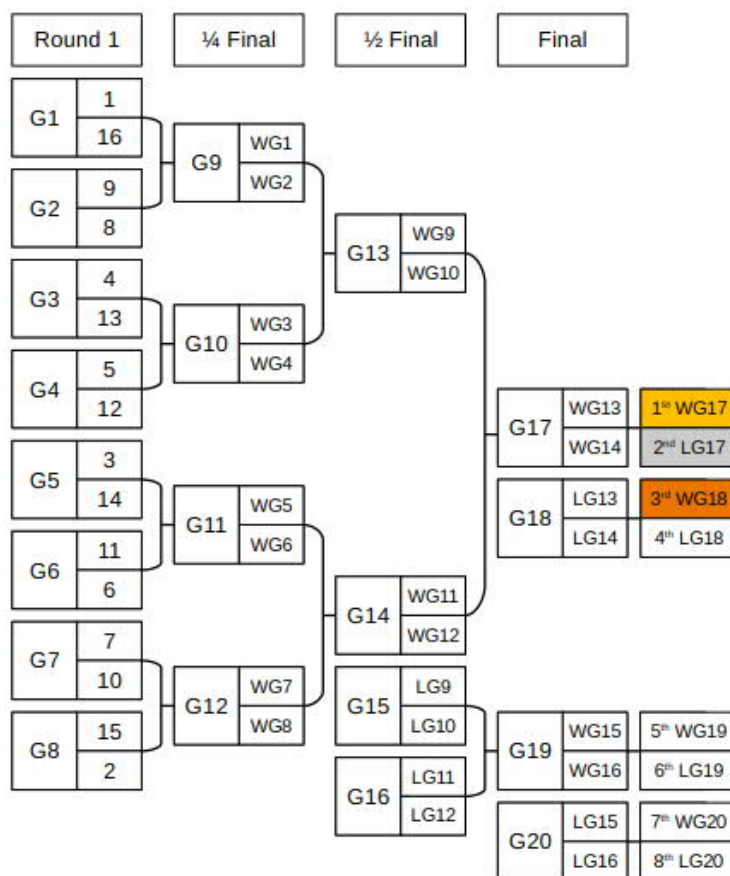 Round 1
¼ Final
½ Final
Final
G1
1
16
G2
9
8
G3
4
13
G4
5
12
G5
3
14
G6
11
6
G7
7
10
G8
15
2
G9
WG1
WG2
G10
WG3
WG4
G11
WG5
WG6
G12
WG7
WG8
G13
WG9
WG10
G14
WG11
WG12
G15
LG9
LG10
G16
LG11
LG12
G17
WG13
WG14
1st WG17
2nd LG17
G18
LG13
LG14
3rd WG18
4th LG18
G19
WG15
WG16
5th WG19
6th LG19
G20
LG15
LG16
7th WG20
8th LG20